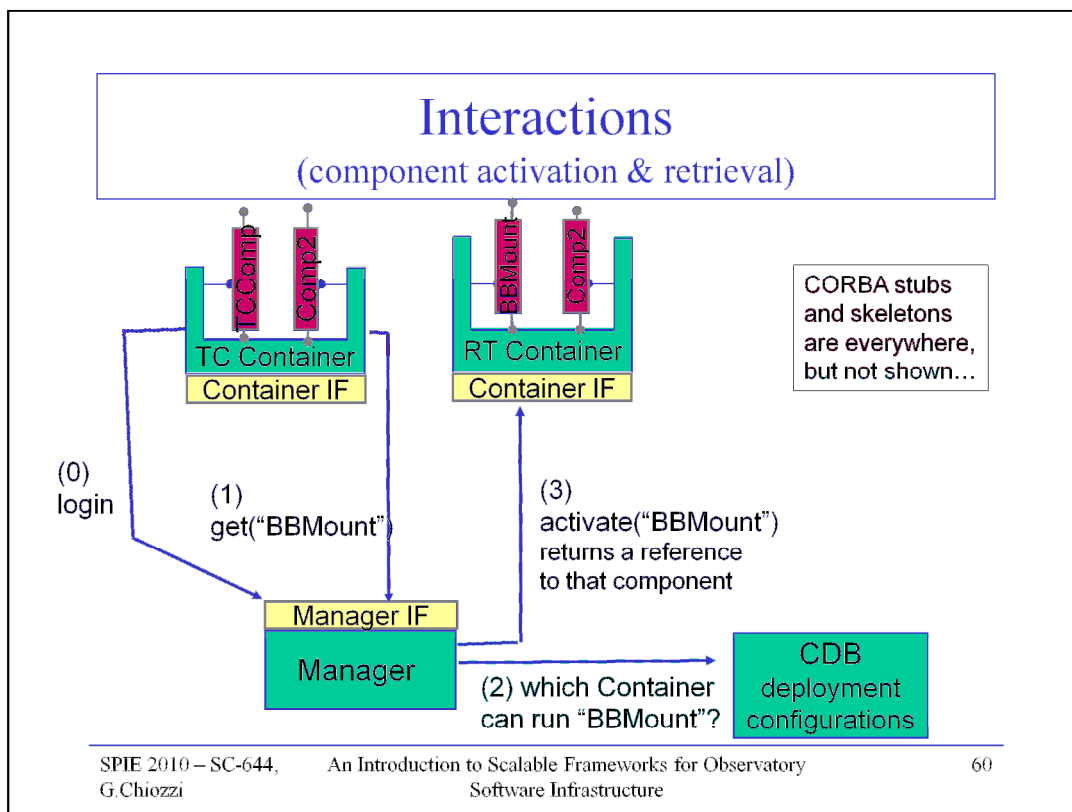 Interactions
(component activation & retrieval)
TCComp
Comp2
BBMount
Comp2
TC Container
Container IF
RT Container
Container IF
CORBA stubs
and skeletons
are everywhere,
but not shown…
(0)
login
(1)
get(“BBMount”)
(3)
activate(“BBMount”)
returns a reference
to that component
Manager IF
Manager
(2) which Container
can run “BBMount”?
CDB
deployment
configurations
SPIE 2010 – SC-644,
G.Chiozzi
An Introduction to Scalable Frameworks for Observatory
Software Infrastructure
60